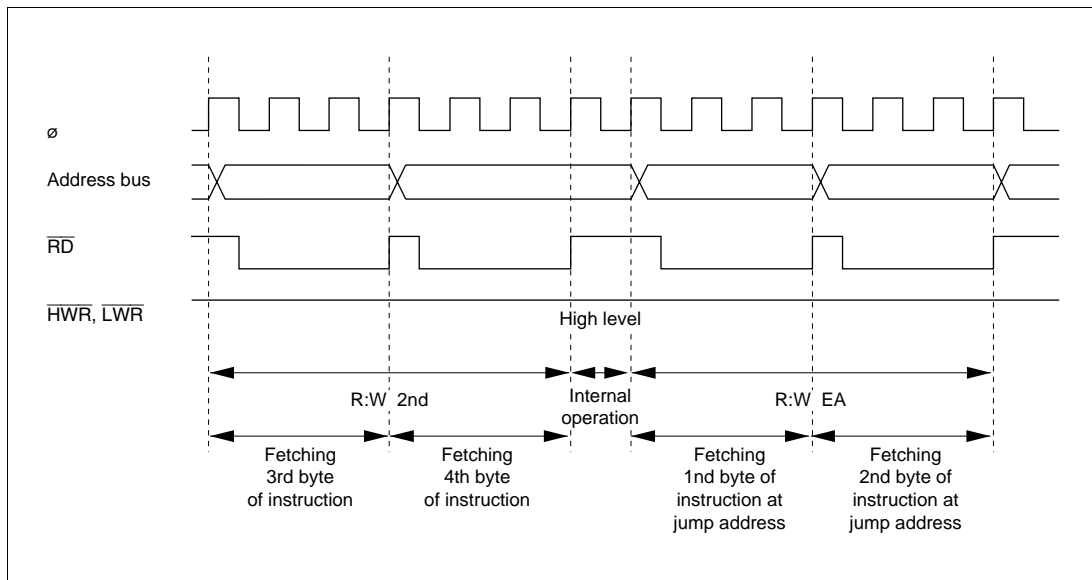 ø
Address bus
RD
HWR, LWR
High level
R:W 2nd
Internal
operation
R:W EA
Fetching
3rd byte
of instruction
Fetching
4th byte
of instruction
Fetching
1nd byte of
instruction at
jump address
Fetching
2nd byte of
instruction at
jump address